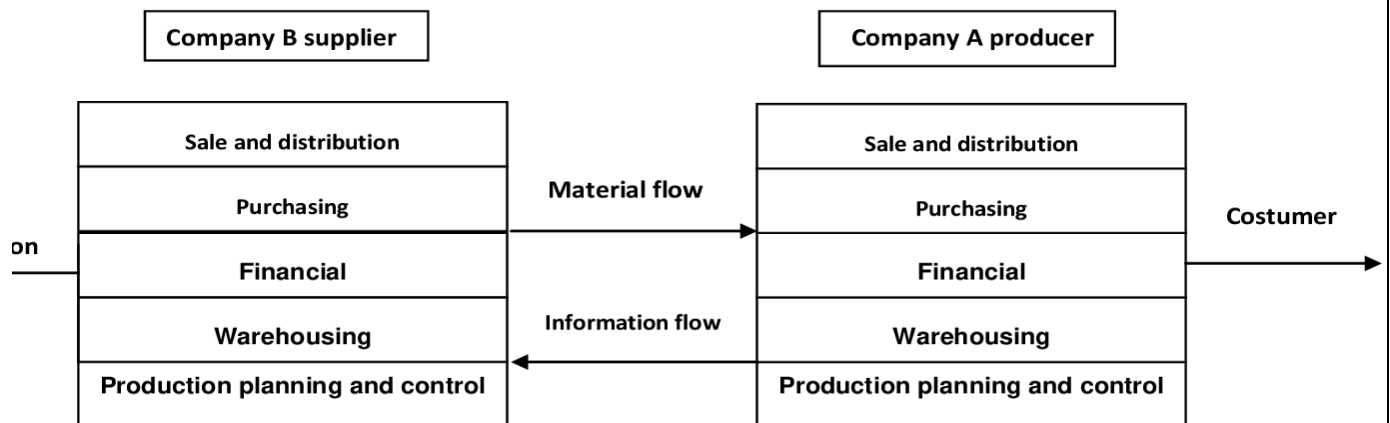 Company B supplier
Company A producer
Sale and distribution
Purchasing
Financial
Warehousing
Production planning and control
on
Material flow
Information flow
Sale and distribution
Purchasing
Financial
Warehousing
Production planning and control
Costumer